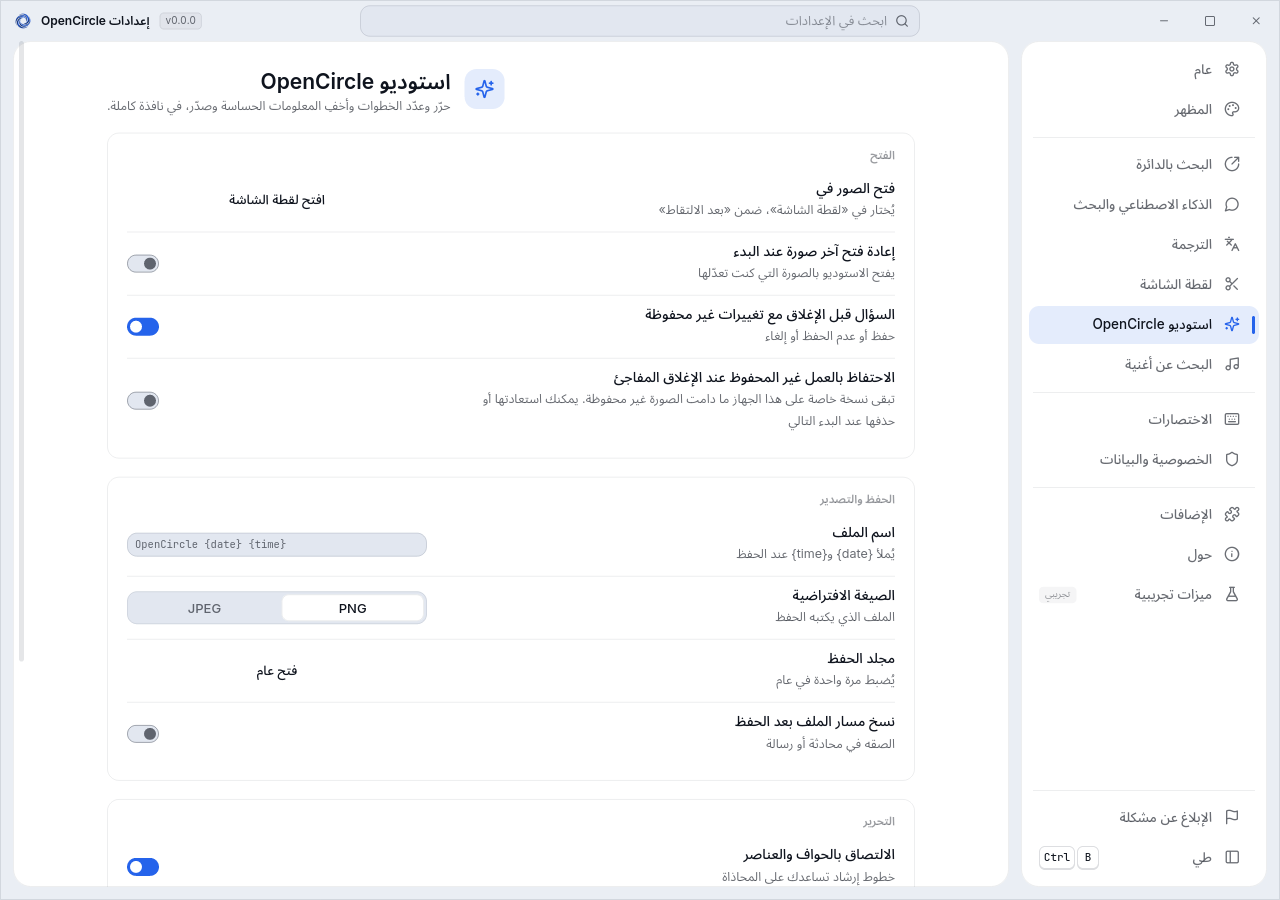 إعدادات OpenCircle
v0.0.0
ابحث في الإعدادات
عام
المظهر
البحث بالدائرة
الذكاء الاصطناعي والبحث
الترجمة
لقطة الشاشة
استوديو OpenCircle
البحث عن أغنية
الاختصارات
الخصوصية والبيانات
الإضافات
حول
ميزات تجريبية
تجريبي
الإبلاغ عن مشكلة
طي
Ctrl B
استوديو OpenCircle
حرّر وعدّد الخطوات وأخفِ المعلومات الحساسة وصدّر، في نافذة كاملة.
الفتح
فتح الصور في
يُختار في «لقطة الشاشة»، ضمن «بعد الالتقاط»
افتح لقطة الشاشة
إعادة فتح آخر صورة عند البدء
يفتح الاستوديو بالصورة التي كنت تعدّلها
السؤال قبل الإغلاق مع تغييرات غير محفوظة
حفظ أو عدم الحفظ أو إلغاء
الاحتفاظ بالعمل غير المحفوظ عند الإغلاق المفاجئ
تبقى نسخة خاصة على هذا الجهاز ما دامت الصورة غير محفوظة. يمكنك استعادتها أو
حذفها عند البدء التالي
الحفظ والتصدير
اسم الملف
يُملأ {date} و{time} عند الحفظ
OpenCircle {date} {time}
الصيغة الافتراضية
الملف الذي يكتبه الحفظ
PNG
JPEG
مجلد الحفظ
يُضبط مرة واحدة في عام
فتح عام
نسخ مسار الملف بعد الحفظ
الصقه في محادثة أو رسالة
التحرير
الالتصاق بالحواف والعناصر
خطوط إرشاد تساعدك على المحاذاة